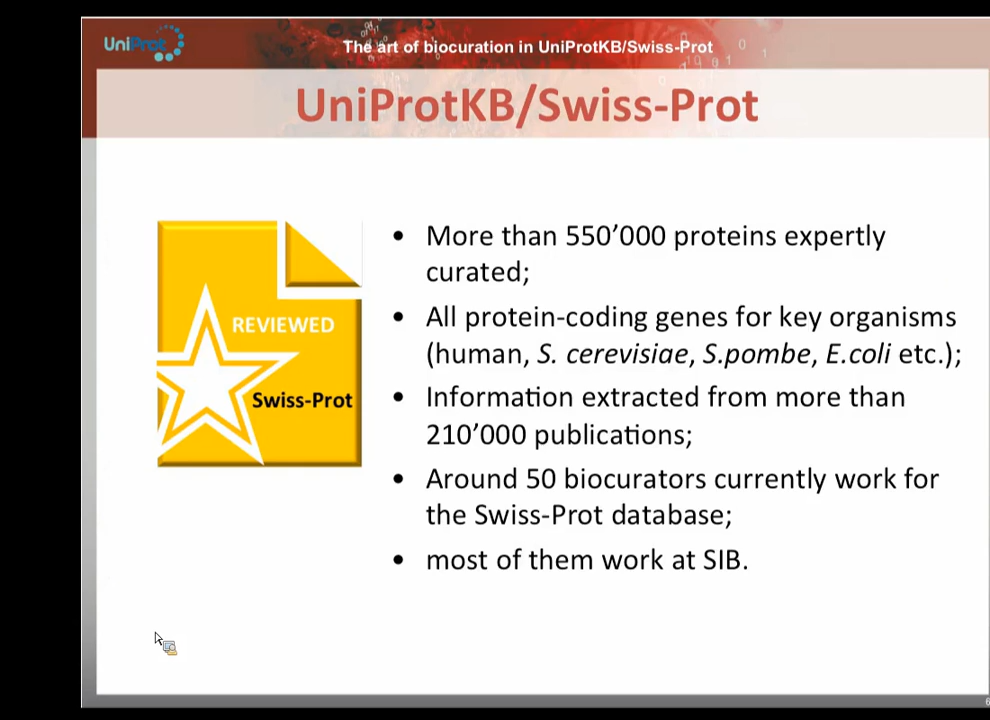 UniProt
The art of biocuration in UniProtKB/Swiss-Prot
UniProtKB/Swiss-Prot
REVIEWED
Swiss-Prot
• More than 550’000 proteins expertly
curated;
• All protein-coding genes for key organisms
(human, S. cerevisiae, S.pombe, E.coli etc.);
• Information extracted from more than
210’000 publications;
• Around 50 biocurators currently work for
the Swiss-Prot database;
• most of them work at SIB.